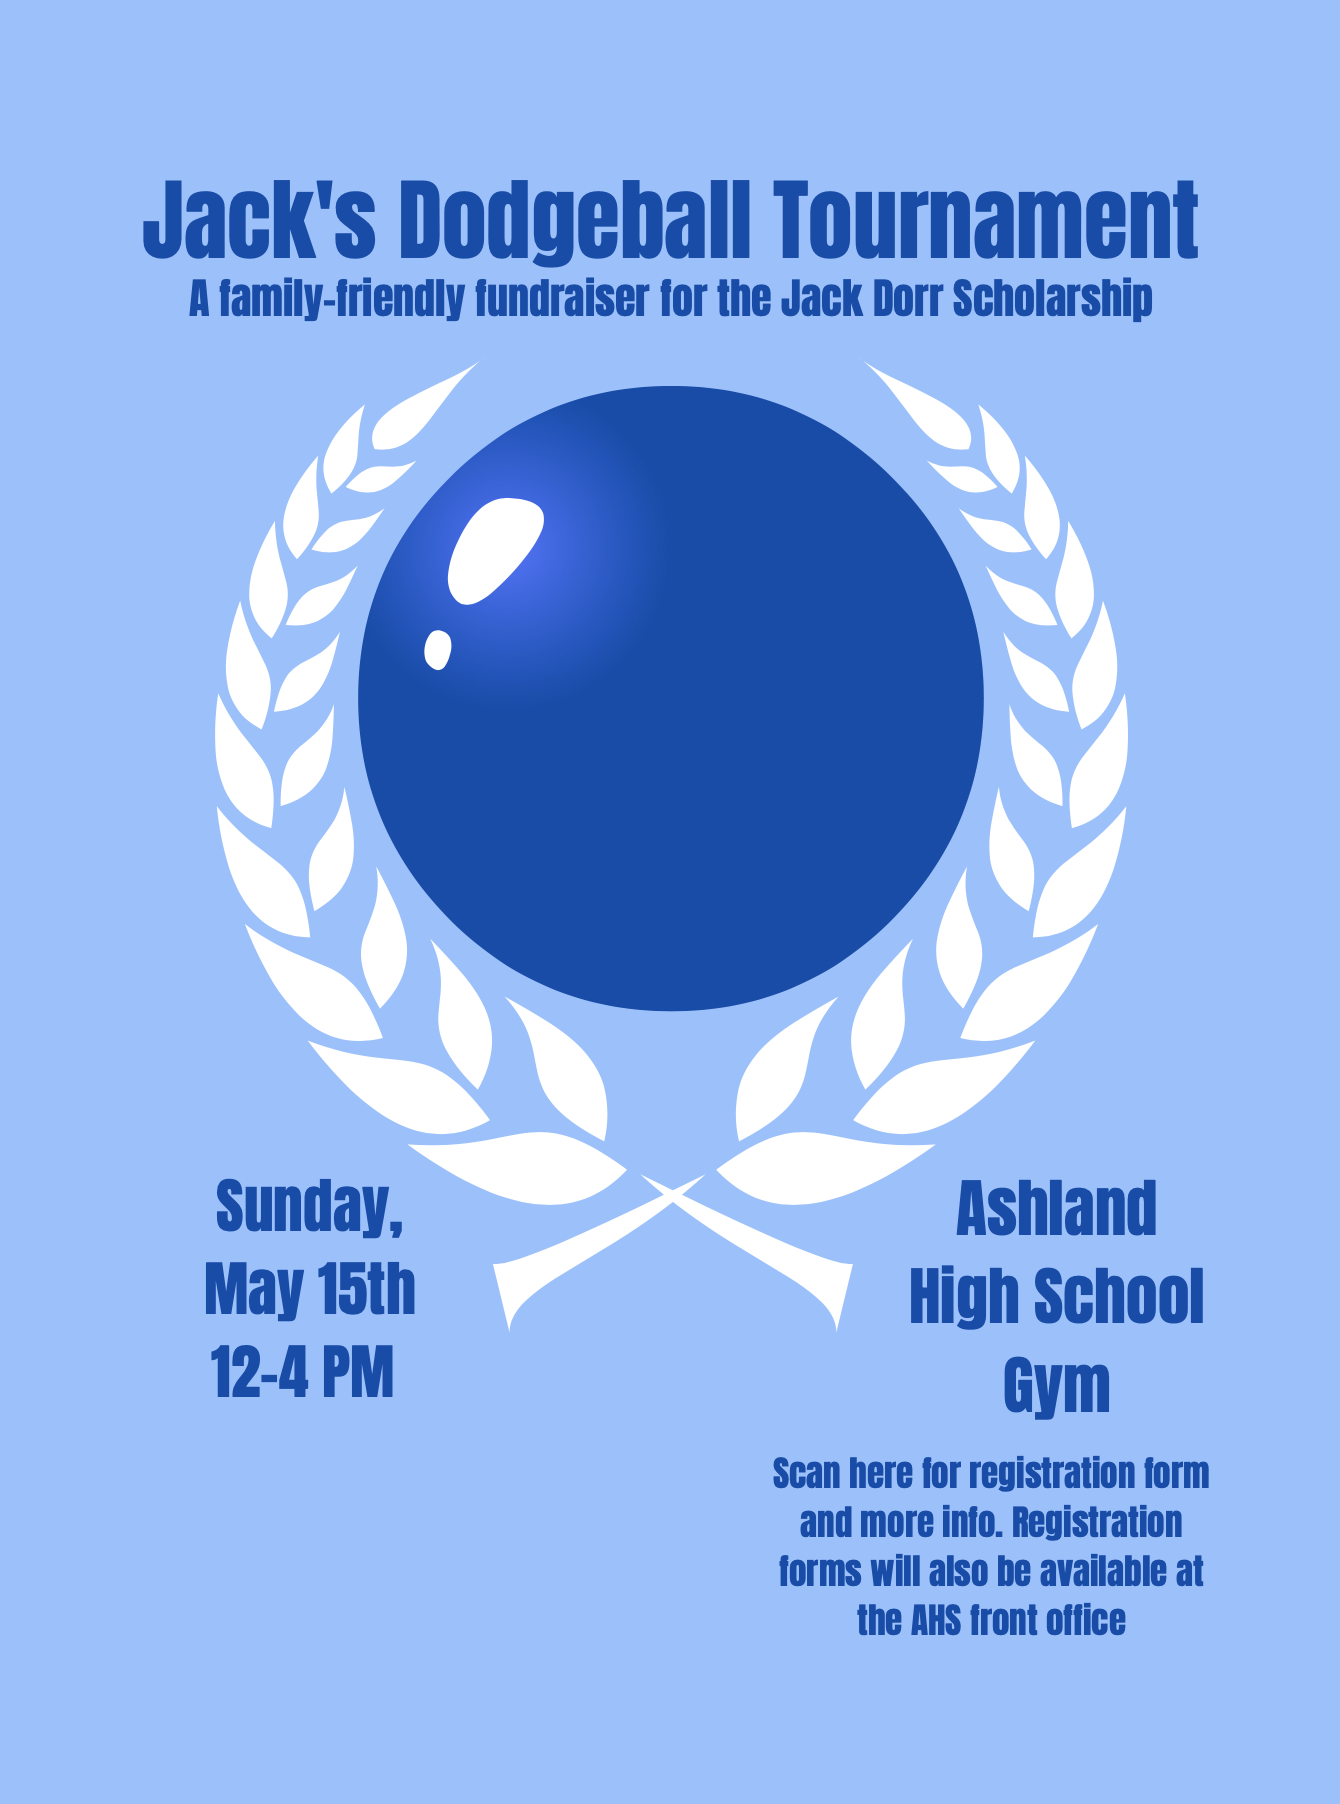 Jack's Dodgeball Tournament
A family-friendly fundraiser for the Jack Dorr Scholarship
Sunday,
May 15th
12-4 PM
Ashland
High School
Gym
Scan here for registration form
and more info. Registration
forms will also be available at
the AHS front office